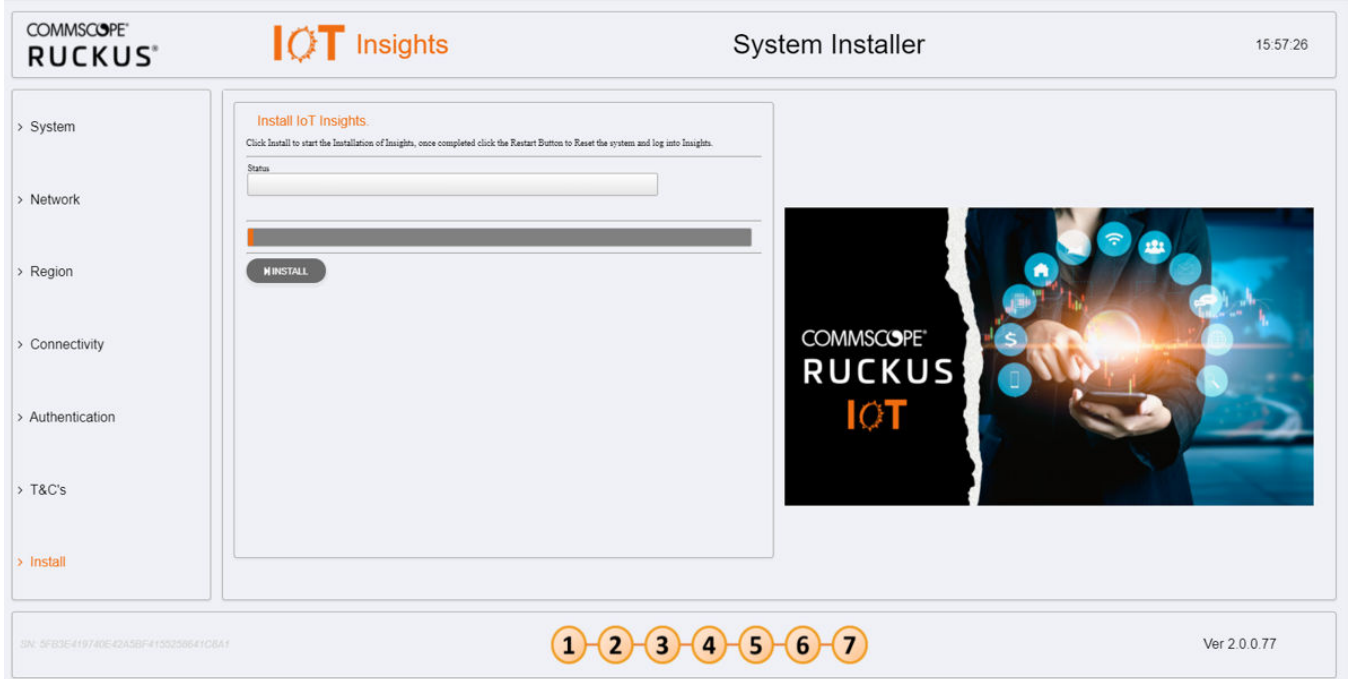 COMMSCOPE®
RUCKUS®
IOT Insights
System Installer
15:57:26
> System
> Network
> Region
> Connectivity
> Authentication
> T&C's
> Install
Install IoT Insights.
Click Install to start the Installation of Insights, once completed click the Restart Button to Reset the system and log into Insights.
Status
INSTALL
COMMSCOPE®
RUCKUS
IOT
$
1-2-3-4-5-6-7
Ver 2.0.0.77